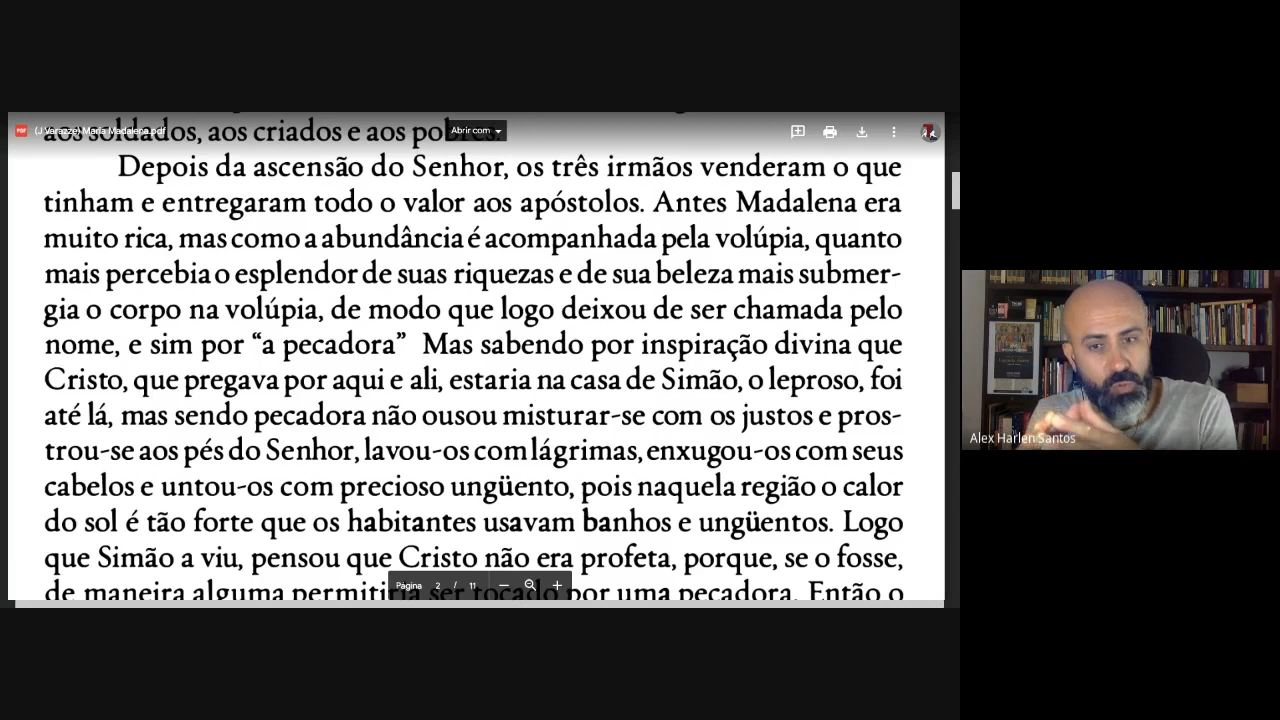 (J Varazze) Maria Madalena.pdf
Abrir com
aos soldados, aos criados e aos pobres.
Depois da ascensão do Senhor, os três irmãos venderam o que
tinham e entregaram todo o valor aos apóstolos. Antes Madalena era
muito rica, mas como a abundância é acompanhada pela volúpia, quanto
mais percebia o esplendor de suas riquezas e de sua beleza mais submer-
gia o corpo na volúpia, de modo que logo deixou de ser chamada pelo
nome, e sim por “a pecadora” Mas sabendo por inspiração divina que
Cristo, que pregava por aqui e ali, estaria na casa de Simão, o leproso, foi
até lá, mas sendo pecadora não ousou misturar-se com os justos e pros-
trou-se aos pés do Senhor, lavou-os com lágrimas, enxugou-os com seus
cabelos e untou-os com precioso ungüento, pois naquela região o calor
do sol é tão forte que os habitantes usavam banhos e ungüentos. Logo
que Simão a viu, pensou que Cristo não era profeta, porque, se o fosse,
de maneira alguma permitiria ser tocado por uma pecadora. Então o
Página 2 / 11
Alex Harlen Santos